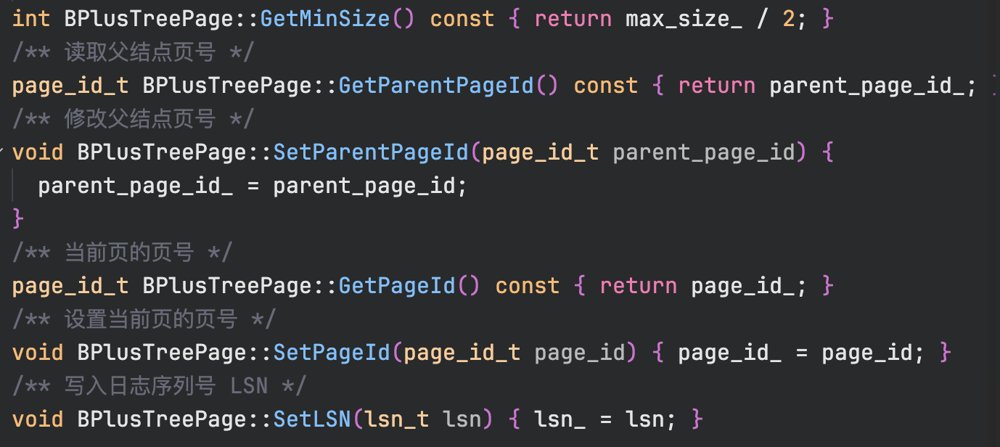 int BPlusTreePage::GetMinSize() const { return max_size_ / 2; }
/** 读取父结点页号 */
page_id_t BPlusTreePage::GetParentPageId() const { return parent_page_id_; }
/** 修改父结点页号 */
void BPlusTreePage::SetParentPageId(page_id_t parent_page_id) {
  parent_page_id_ = parent_page_id;
}
/** 当前页的页号 */
page_id_t BPlusTreePage::GetPageId() const { return page_id_; }
/** 设置当前页的页号 */
void BPlusTreePage::SetPageId(page_id_t page_id) { page_id_ = page_id; }
/** 写入日志序列号 LSN */
void BPlusTreePage::SetLSN(lsn_t lsn) { lsn_ = lsn; }